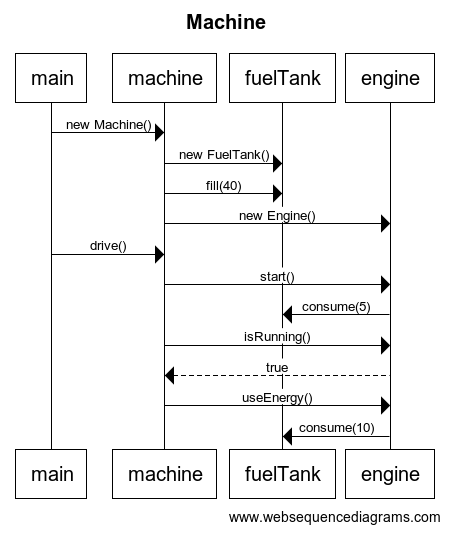 Machine
main machine fuelTank engine
new Machine()
new FuelTank()
fill(40)
new Engine()
drive()
start()
consume(5)
isRunning()
true
useEnergy()
consume(10)
main machine fuelTank engine
www.websequencediagrams.com